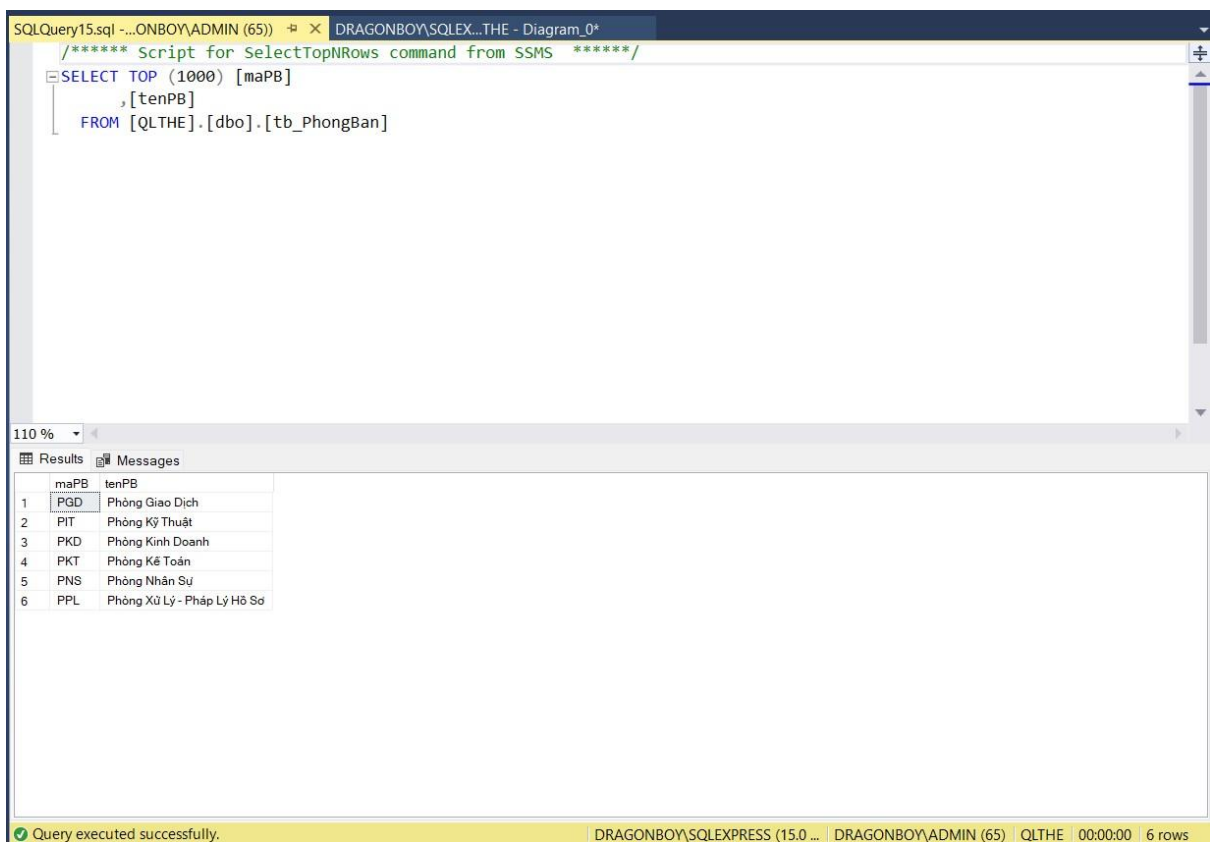 SQLQuery15.sql -...ONBOY\ADMIN (65)) DRAGONBOY\SQLEX...THE - Diagram_0*
/****** Script for SelectTopNRows command from SSMS ******/
SELECT TOP (1000) [maPB]
,[tenPB]
FROM [QLTHE].[dbo].[tb_PhongBan]
110 %
Results Messages
maPB tenPB
1 PGD Phòng Giao Dịch
2 PIT Phòng Kỹ Thuật
3 PKD Phòng Kinh Doanh
4 PKT Phòng Kế Toán
5 PNS Phòng Nhân Sự
6 PPL Phòng Xử Lý - Pháp Lý Hồ Sơ
Query executed successfully. DRAGONBOY\SQLEXPRESS (15.0 ... DRAGONBOY\ADMIN (65) QLTHE 00:00:00 6 rows